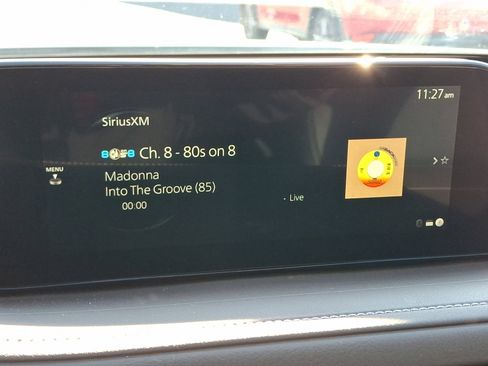 11:27 am
SiriusXM
Ch. 8 - 80s on 8
MENU
Madonna
Into The Groove (85)
00:00
· Live